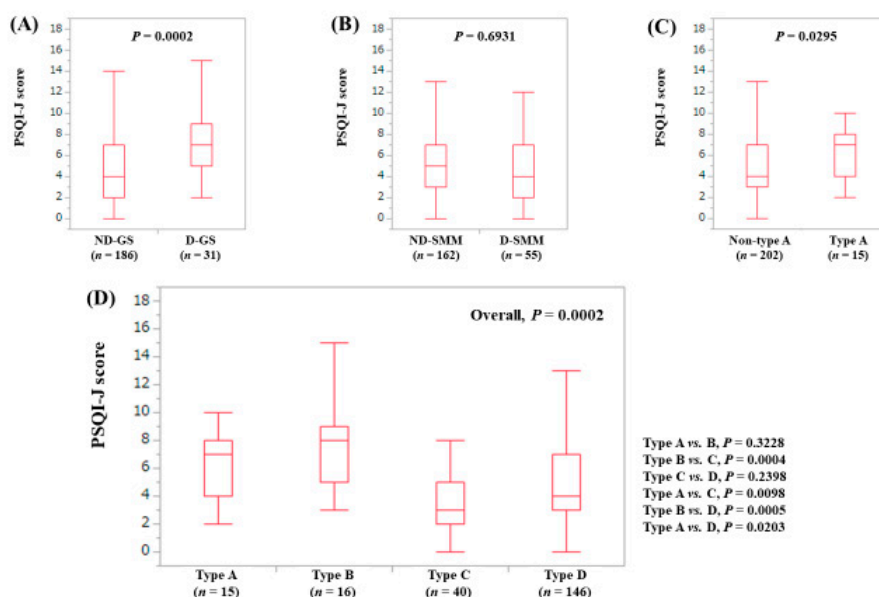 (A)
P = 0.0002
PSQI-J score
18
16
14
12
10
8
6
4
2
0
ND-GS
(n = 186)
D-GS
(n = 31)
(B)
P = 0.6931
PSQI-J score
18
16
14
12
10
8
6
4
2
0
ND-SMM
(n = 162)
D-SMM
(n = 55)
(C)
P = 0.0295
PSQI-J score
18
16
14
12
10
8
6
4
2
0
Non-type A
(n = 202)
Type A
(n = 15)
(D)
Overall, P = 0.0002
PSQI-J score
18
16
14
12
10
8
6
4
2
0
Type A
(n = 15)
Type B
(n = 16)
Type C
(n = 40)
Type D
(n = 146)
Type A vs. B, P = 0.3228
Type B vs. C, P = 0.0004
Type C vs. D, P = 0.2398
Type A vs. C, P = 0.0098
Type B vs. D, P = 0.0005
Type A vs. D, P = 0.0203